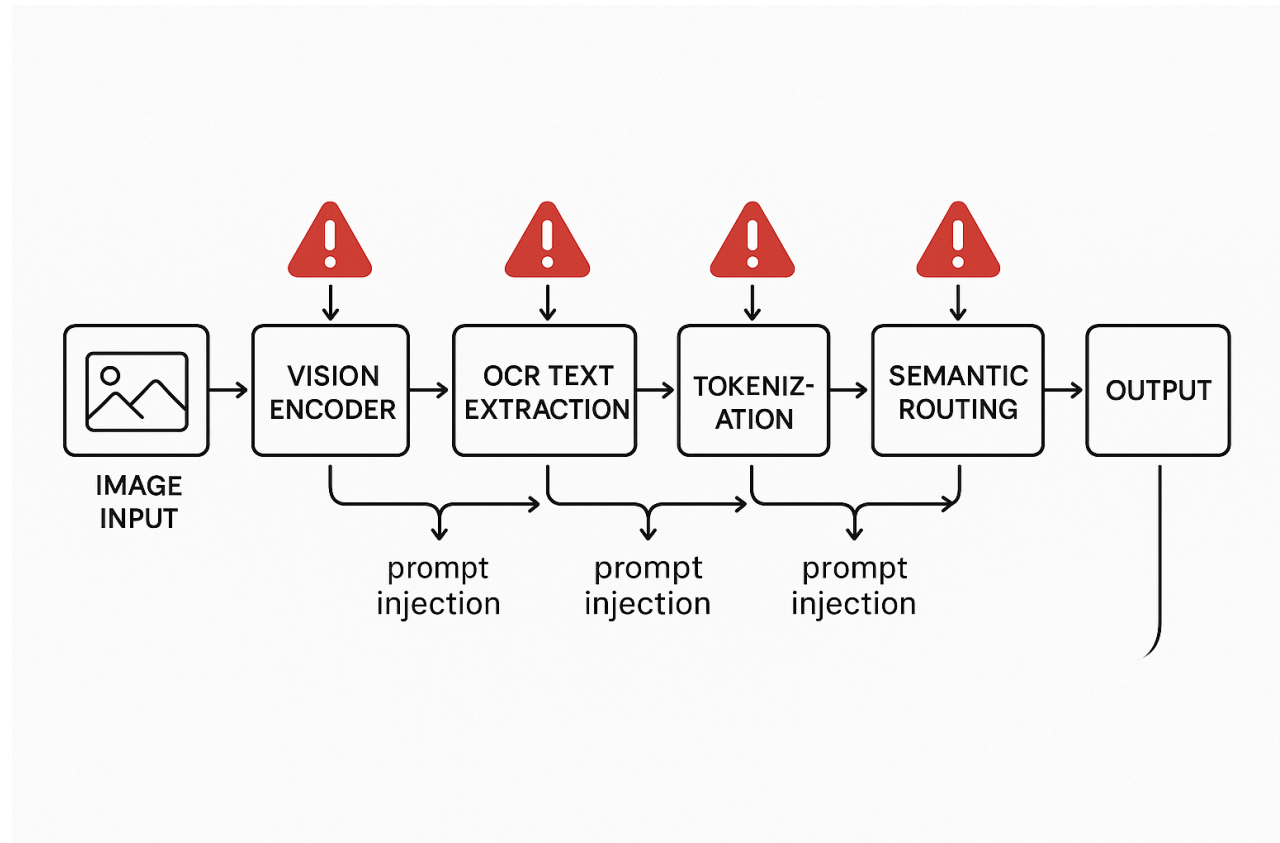 IMAGE
INPUT
VISION
ENCODER
OCR TEXT
EXTRACTION
TOKENIZ-
ATION
SEMANTIC
ROUTING
OUTPUT
prompt
injection
prompt
injection
prompt
injection